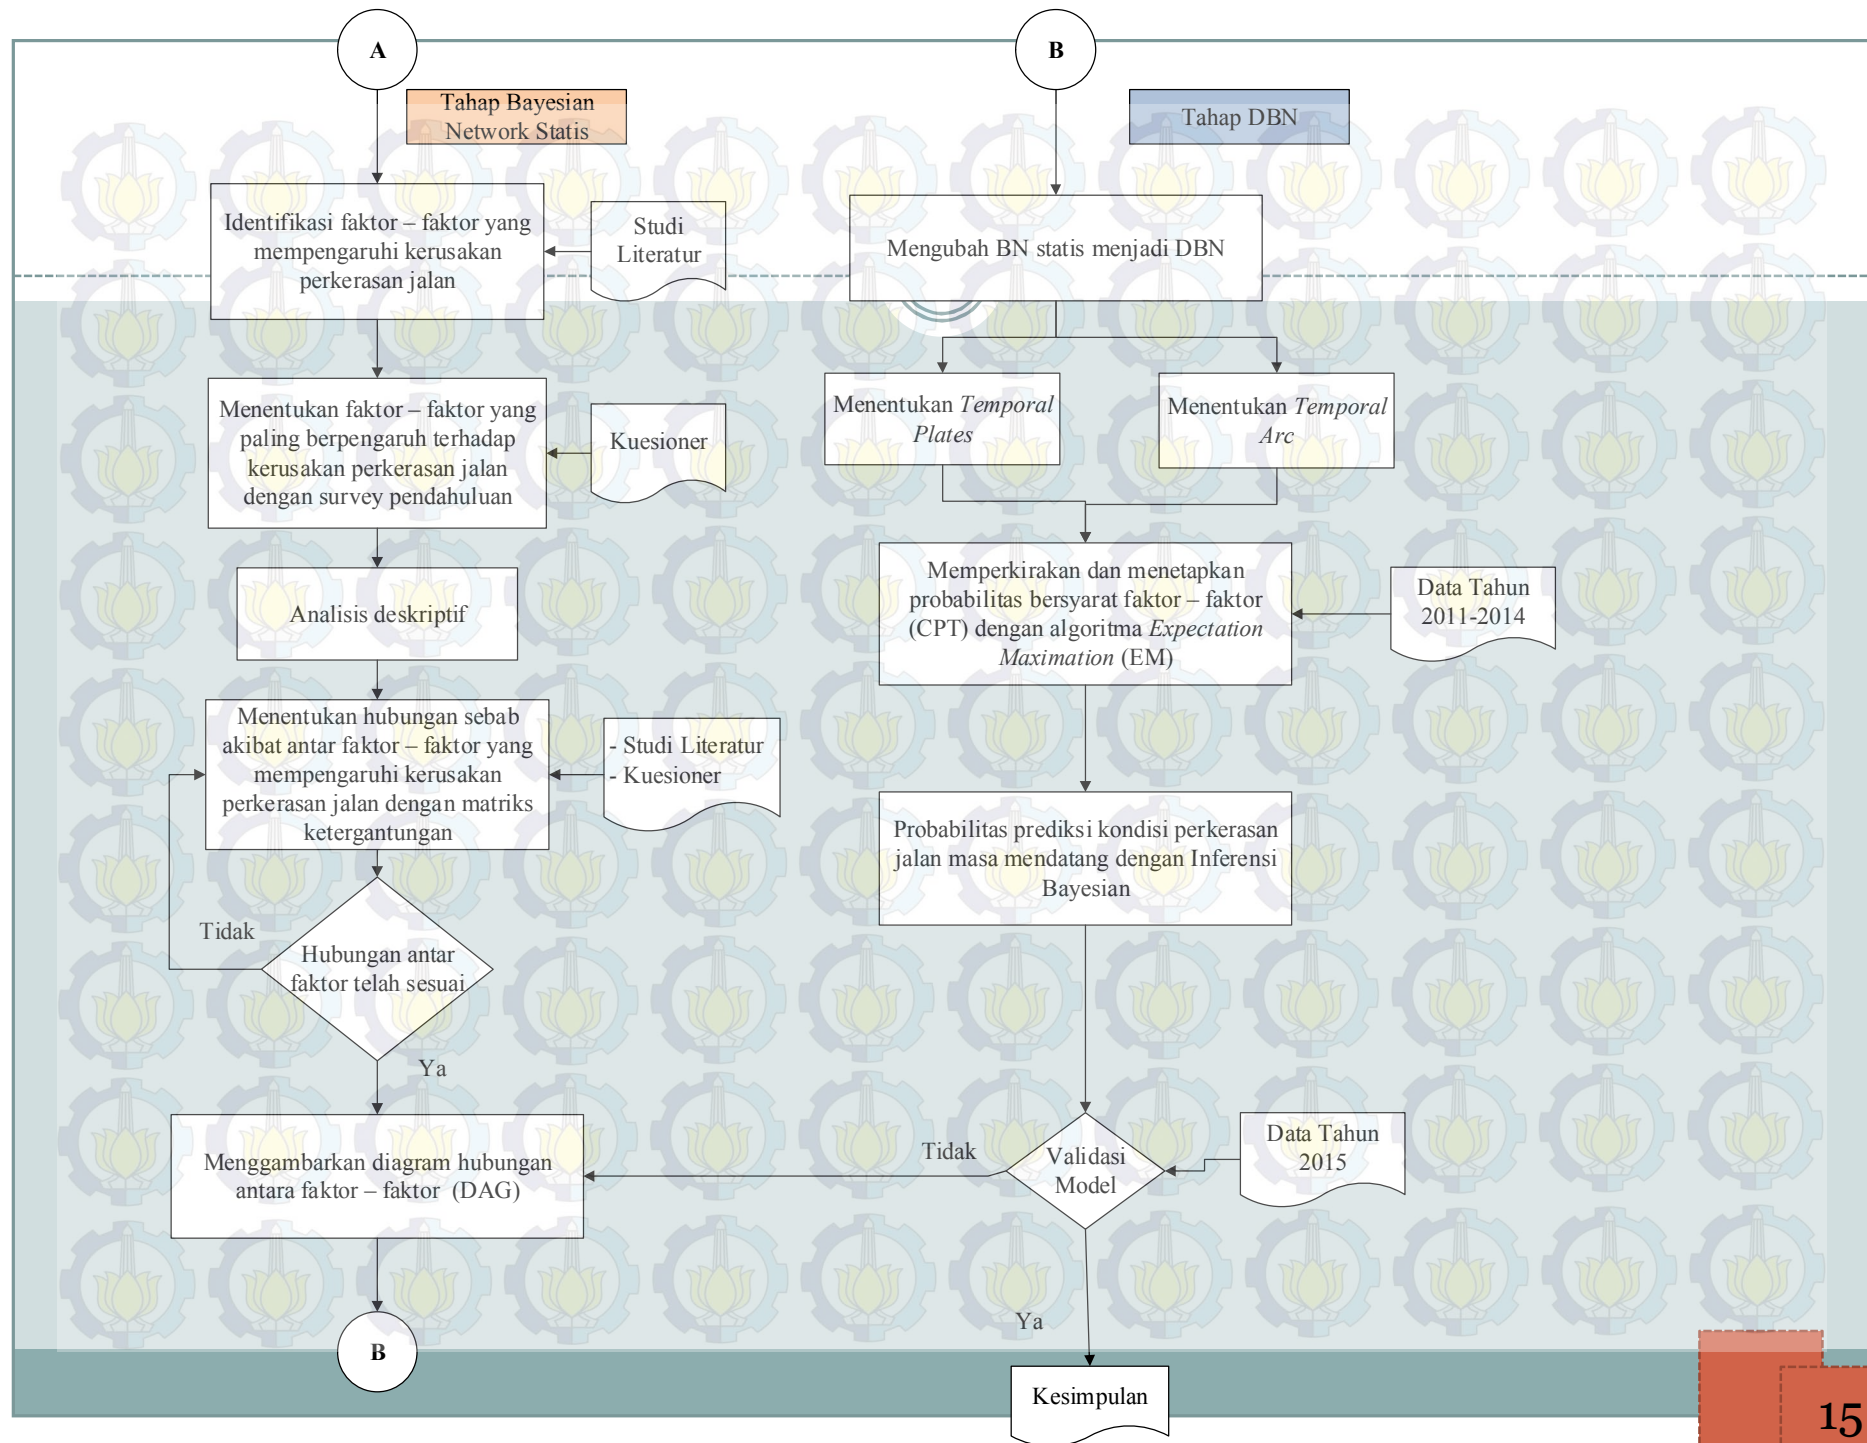 A
Tahap Bayesian
Network Statis
Identifikasi faktor – faktor yang
mempengaruhi kerusakan
perkerasan jalan
Studi
Literatur
Menentukan faktor – faktor yang
paling berpengaruh terhadap
kerusakan perkerasan jalan
dengan survey pendahuluan
Kuesioner
Analisis deskriptif
Menentukan hubungan sebab
akibat antar faktor – faktor yang
mempengaruhi kerusakan
perkerasan jalan dengan matriks
ketergantungan
- Studi Literatur
- Kuesioner
Tidak
Hubungan antar
faktor telah sesuai
Ya
Menggambarkan diagram hubungan
antara faktor – faktor (DAG)
B
B
Tahap DBN
Mengubah BN statis menjadi DBN
Menentukan Temporal
Plates
Menentukan Temporal
Arc
Memperkirakan dan menetapkan
probabilitas bersyarat faktor – faktor
(CPT) dengan algoritma Expectation
Maximation (EM)
Data Tahun
2011-2014
Probabilitas prediksi kondisi perkerasan
jalan masa mendatang dengan Inferensi
Bayesian
Tidak
Validasi
Model
Data Tahun
2015
Ya
Kesimpulan
15